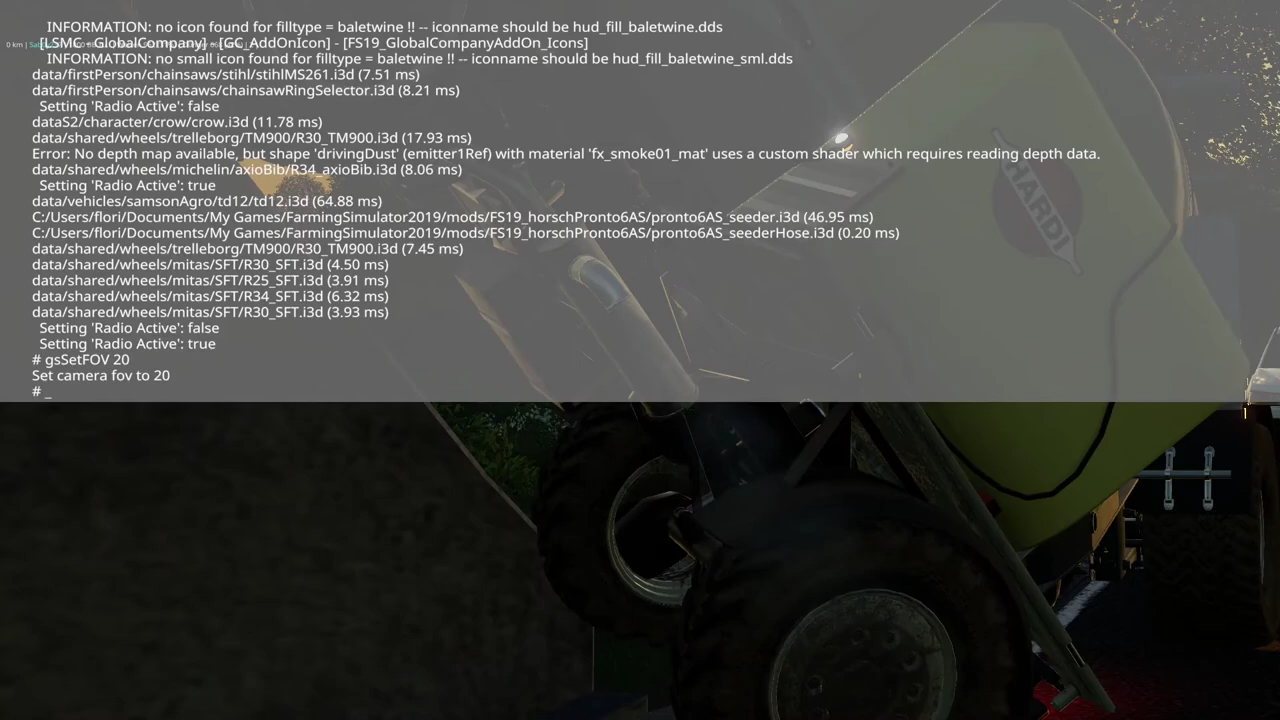 INFORMATION: no icon found for filltype = baletwine !! -- iconname should be hud_fill_baletwine.dds
[LSMC - GlobalCompany] - [GC_AddOnIcon] - [FS19_GlobalCompanyAddOn_Icons]
0 km |
INFORMATION: no small icon found for filltype = baletwine !! -- iconname should be hud_fill_baletwine_sml.dds
data/firstPerson/chainsaws/stihl/stihlMS261.i3d (7.51 ms)
data/firstPerson/chainsaws/chainsawRingSelector.i3d (8.21 ms)
Setting 'Radio Active': false
dataS2/character/crow/crow.i3d (11.78 ms)
data/shared/wheels/trelleborg/TM900/R30_TM900.i3d (17.93 ms)
Error: No depth map available, but shape 'drivingDust' (emitter1Ref) with material 'fx_smoke01_mat' uses a custom shader which requires reading depth data.
data/shared/wheels/michelin/axioBib/R34_axioBib.i3d (8.06 ms)
Setting 'Radio Active': true
data/vehicles/samsonAgro/td12/td12.i3d (64.88 ms)
C:/Users/flori/Documents/My Games/FarmingSimulator2019/mods/FS19_horschPronto6AS/pronto6AS_seeder.i3d (46.95 ms)
C:/Users/flori/Documents/My Games/FarmingSimulator2019/mods/FS19_horschPronto6AS/pronto6AS_seederHose.i3d (0.20 ms)
data/shared/wheels/trelleborg/TM900/R30_TM900.i3d (7.45 ms)
data/shared/wheels/mitas/SFT/R30_SFT.i3d (4.50 ms)
data/shared/wheels/mitas/SFT/R25_SFT.i3d (3.91 ms)
data/shared/wheels/mitas/SFT/R34_SFT.i3d (6.32 ms)
data/shared/wheels/mitas/SFT/R30_SFT.i3d (3.93 ms)
Setting 'Radio Active': false
Setting 'Radio Active': true
# gsSetFOV 20
Set camera fov to 20
# _
HARDI